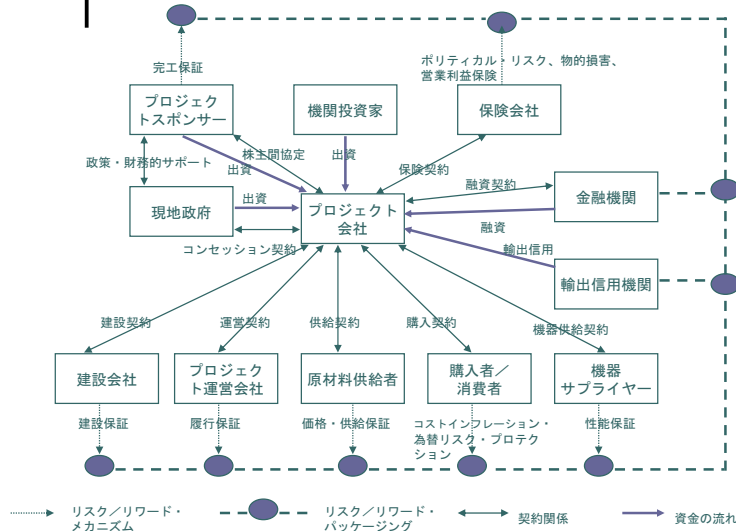 完工保証
ポリティカル・リスク、物的損害、
営業利益保険
プロジェク
トスポンサー
機関投資家
保険会社
政策・財務的サポート
株主間協定
出資
出資
保険契約
融資契約
金融機関
現地政府
出資
プロジェクト
会社
融資
コンセッション契約
輸出信用
輸出信用機関
建設契約
運営契約
供給契約
購入契約
機器供給契約
建設会社
プロジェク
ト運営会社
原材料供給者
購入者／
消費者
機器
サプライヤー
建設保証
履行保証
価格・供給保証
コストインフレーション・
為替リスク・プロテク
ション
性能保証
リスク／リワード・
メカニズム
リスク／リワード・
パッケージング
契約関係
資金の流れ